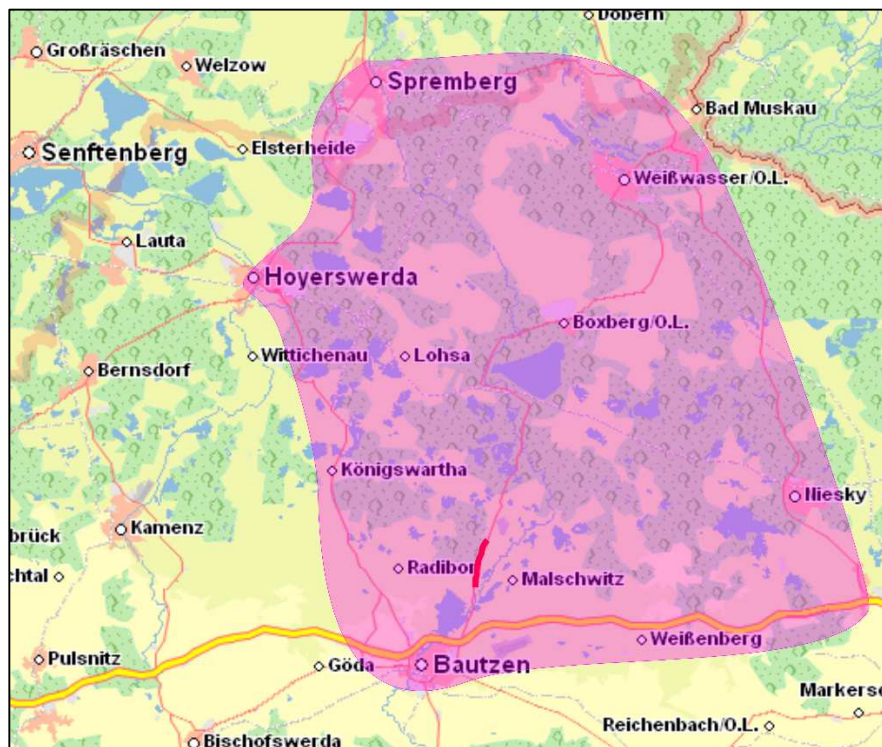 Döbern
Großräschen
Welzow
Spremberg
Bad Muskau
Senftenberg
Elsterheide
Weißwasser/O.L.
Lauta
Hoyerswerda
Boxberg/O.L.
Wittichenau
Lohsa
Bernsdorf
Königswartha
Niesky
Kamenz
brück
Radibor
chtal
Malschwitz
Weißenberg
Pulsnitz
Göda
Bautzen
Markers
Reichenbach/O.L.
Bischofswerda